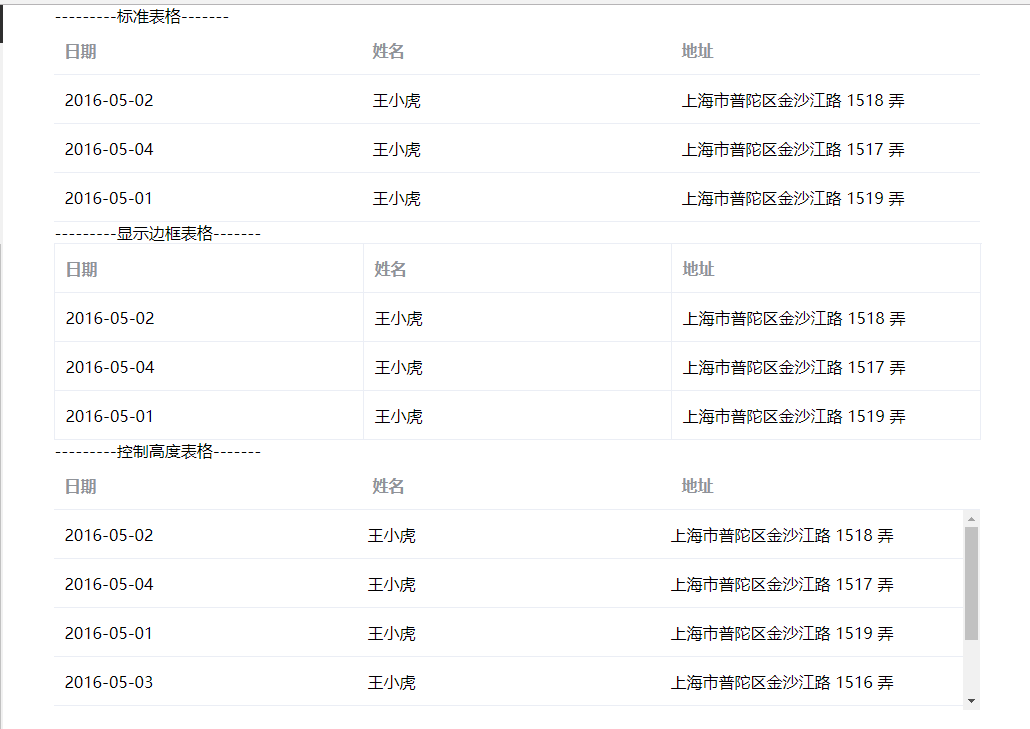 ---------标准表格-------
日期 姓名 地址
2016-05-02 王小虎 上海市普陀区金沙江路 1518 弄
2016-05-04 王小虎 上海市普陀区金沙江路 1517 弄
2016-05-01 王小虎 上海市普陀区金沙江路 1519 弄
---------显示边框表格-------
日期 姓名 地址
2016-05-02 王小虎 上海市普陀区金沙江路 1518 弄
2016-05-04 王小虎 上海市普陀区金沙江路 1517 弄
2016-05-01 王小虎 上海市普陀区金沙江路 1519 弄
---------控制高度表格-------
日期 姓名 地址
2016-05-02 王小虎 上海市普陀区金沙江路 1518 弄
2016-05-04 王小虎 上海市普陀区金沙江路 1517 弄
2016-05-01 王小虎 上海市普陀区金沙江路 1519 弄
2016-05-03 王小虎 上海市普陀区金沙江路 1516 弄